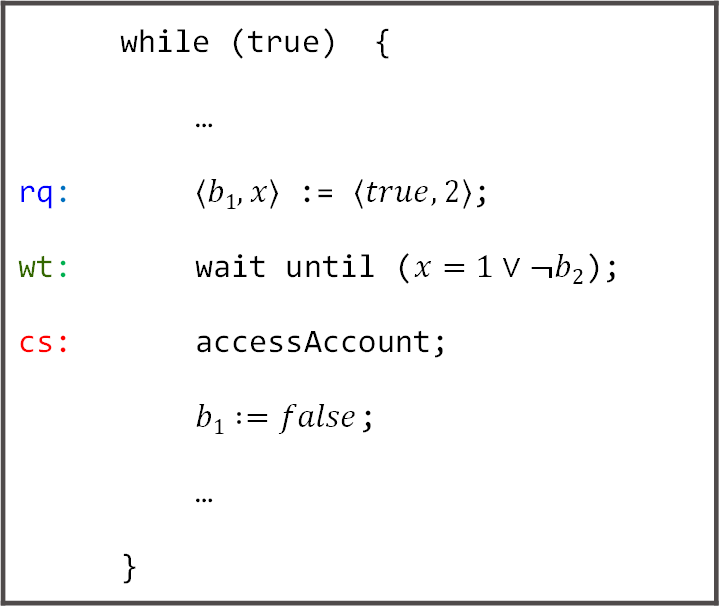 while (true) {
…
rq: ⟨b₁, x⟩ := ⟨true, 2⟩;
wt: wait until (x = 1 ∨ ¬b₂);
cs: accessAccount;
b₁ := false;
…
}